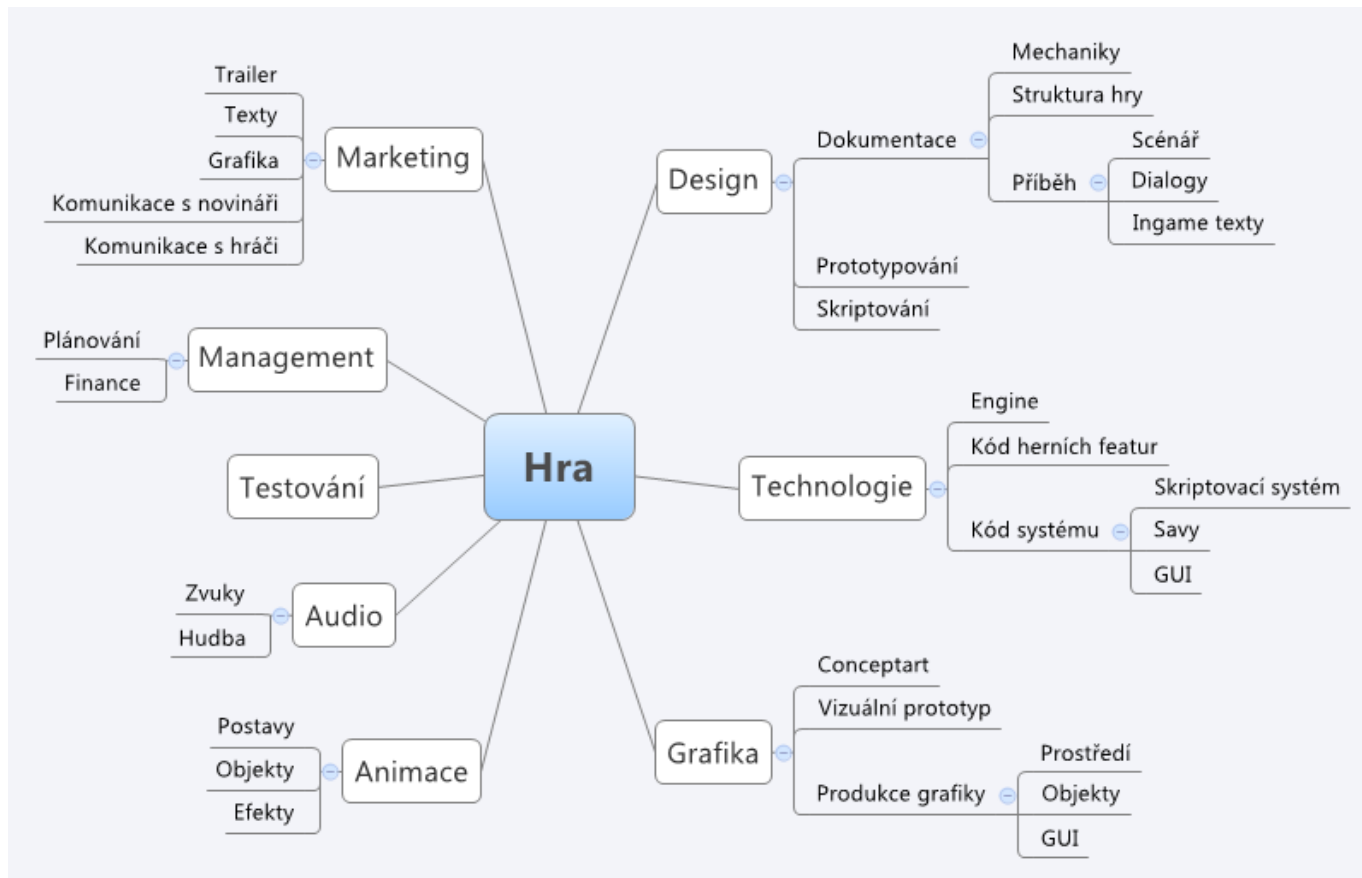 Hra
Design
Dokumentace
Mechaniky
Struktura hry
Příběh
Scénář
Dialogy
Ingame texty
Prototypování
Skriptování
Technologie
Engine
Kód herních featur
Kód systému
Skriptovací systém
Savy
GUI
Grafika
Conceptart
Vizuální prototyp
Produkce grafiky
Prostředí
Objekty
GUI
Marketing
Trailer
Texty
Grafika
Komunikace s novináři
Komunikace s hráči
Management
Plánování
Finance
Testování
Audio
Zvuky
Hudba
Animace
Postavy
Objekty
Efekty